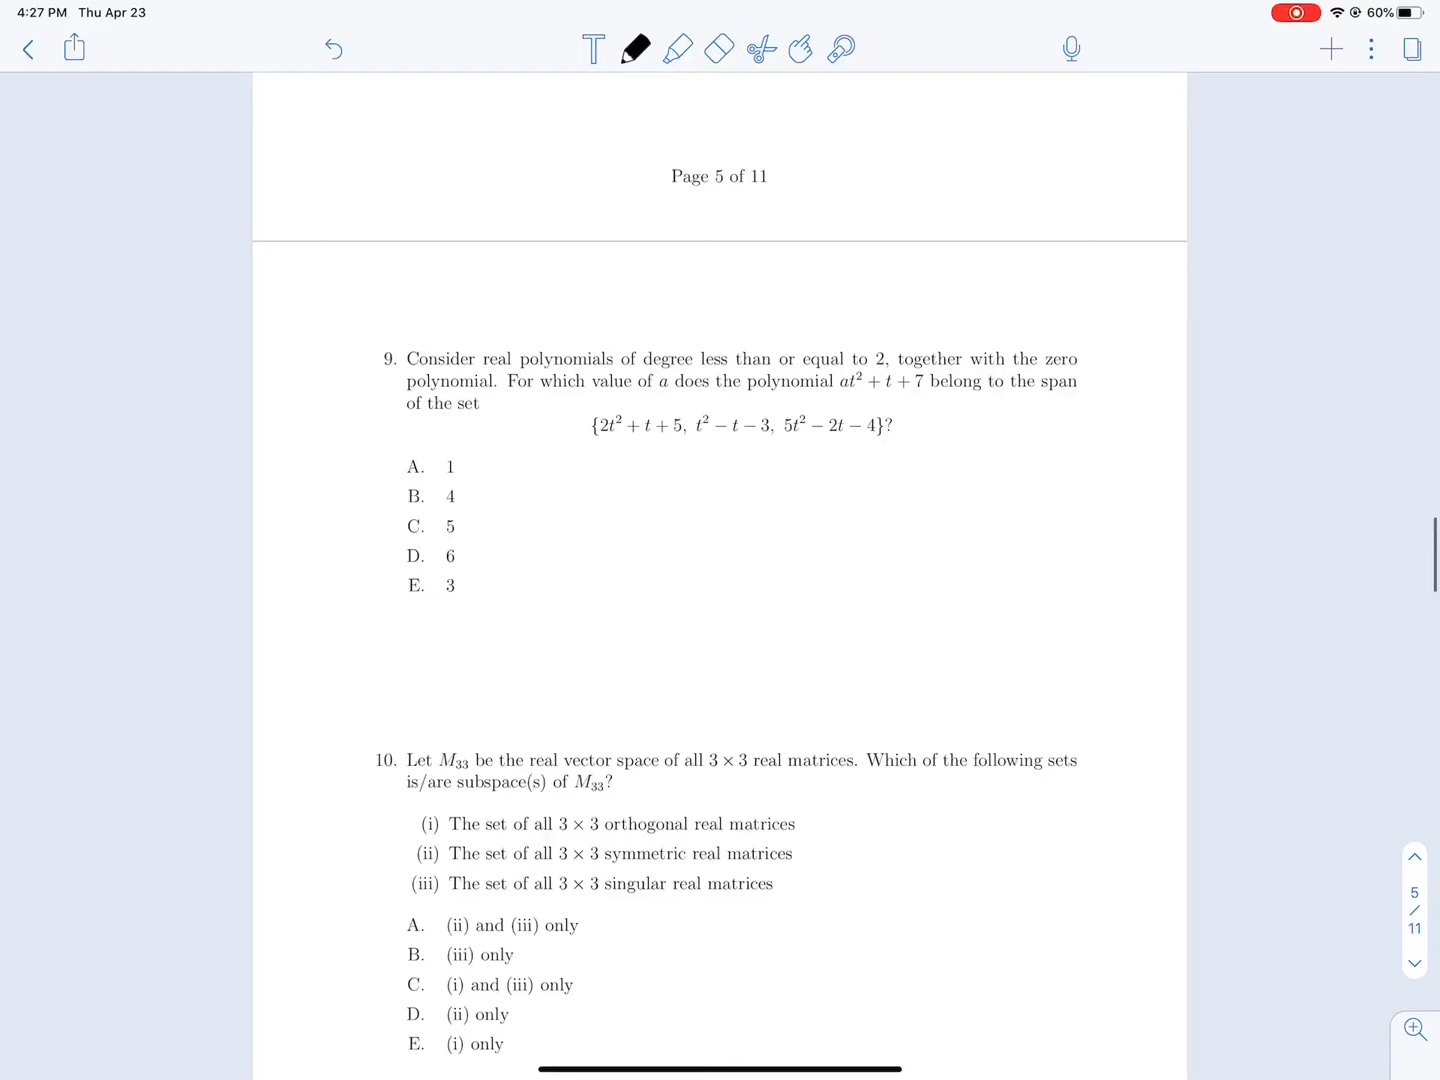 4:27 PM Thu Apr 23
60%
T
Page 5 of 11
9. Consider real polynomials of degree less than or equal to 2, together with the zero
polynomial. For which value of a does the polynomial at² + t + 7 belong to the span
of the set
{2t² + t + 5, t² − t − 3, 5t² − 2t − 4}?
A. 1
B. 4
C. 5
D. 6
E. 3
10. Let M₃₃ be the real vector space of all 3 × 3 real matrices. Which of the following sets
is/are subspace(s) of M₃₃?
(i) The set of all 3 × 3 orthogonal real matrices
(ii) The set of all 3 × 3 symmetric real matrices
(iii) The set of all 3 × 3 singular real matrices
A. (ii) and (iii) only
B. (iii) only
C. (i) and (iii) only
D. (ii) only
E. (i) only
5
/
11